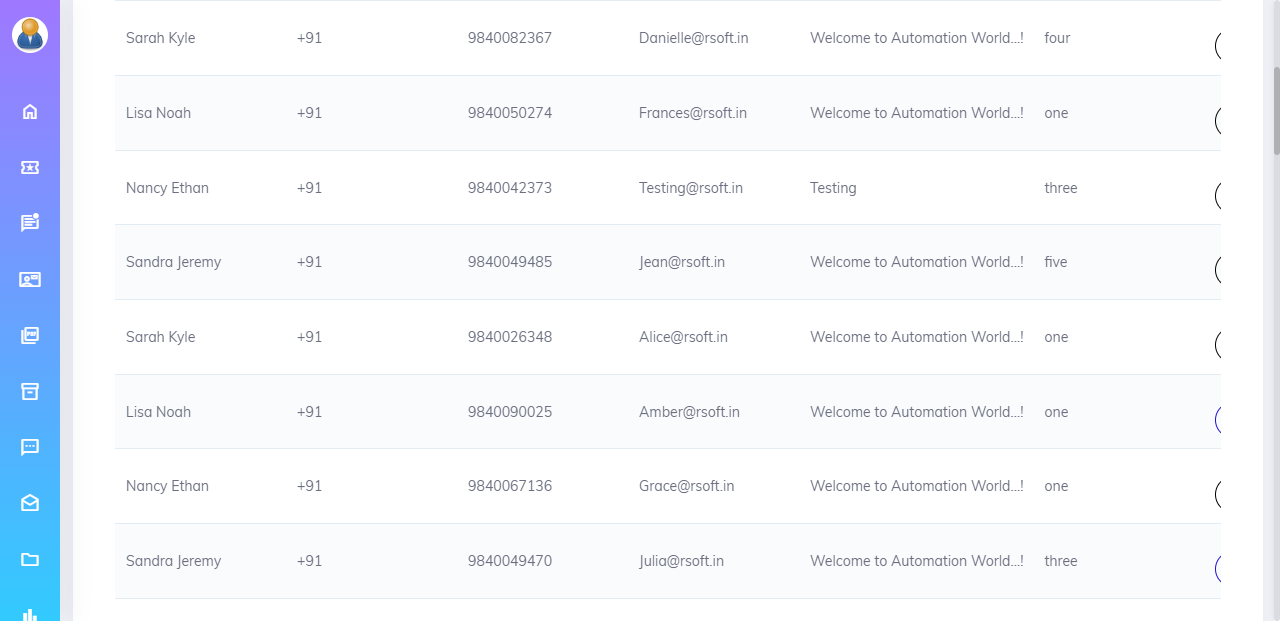 Sarah Kyle +91 9840082367 Danielle@rsoft.in Welcome to Automation World...! four
Lisa Noah +91 9840050274 Frances@rsoft.in Welcome to Automation World...! one
Nancy Ethan +91 9840042373 Testing@rsoft.in Testing three
Sandra Jeremy +91 9840049485 Jean@rsoft.in Welcome to Automation World...! five
Sarah Kyle +91 9840026348 Alice@rsoft.in Welcome to Automation World...! one
Lisa Noah +91 9840090025 Amber@rsoft.in Welcome to Automation World...! one
Nancy Ethan +91 9840067136 Grace@rsoft.in Welcome to Automation World...! one
Sandra Jeremy +91 9840049470 Julia@rsoft.in Welcome to Automation World...! three